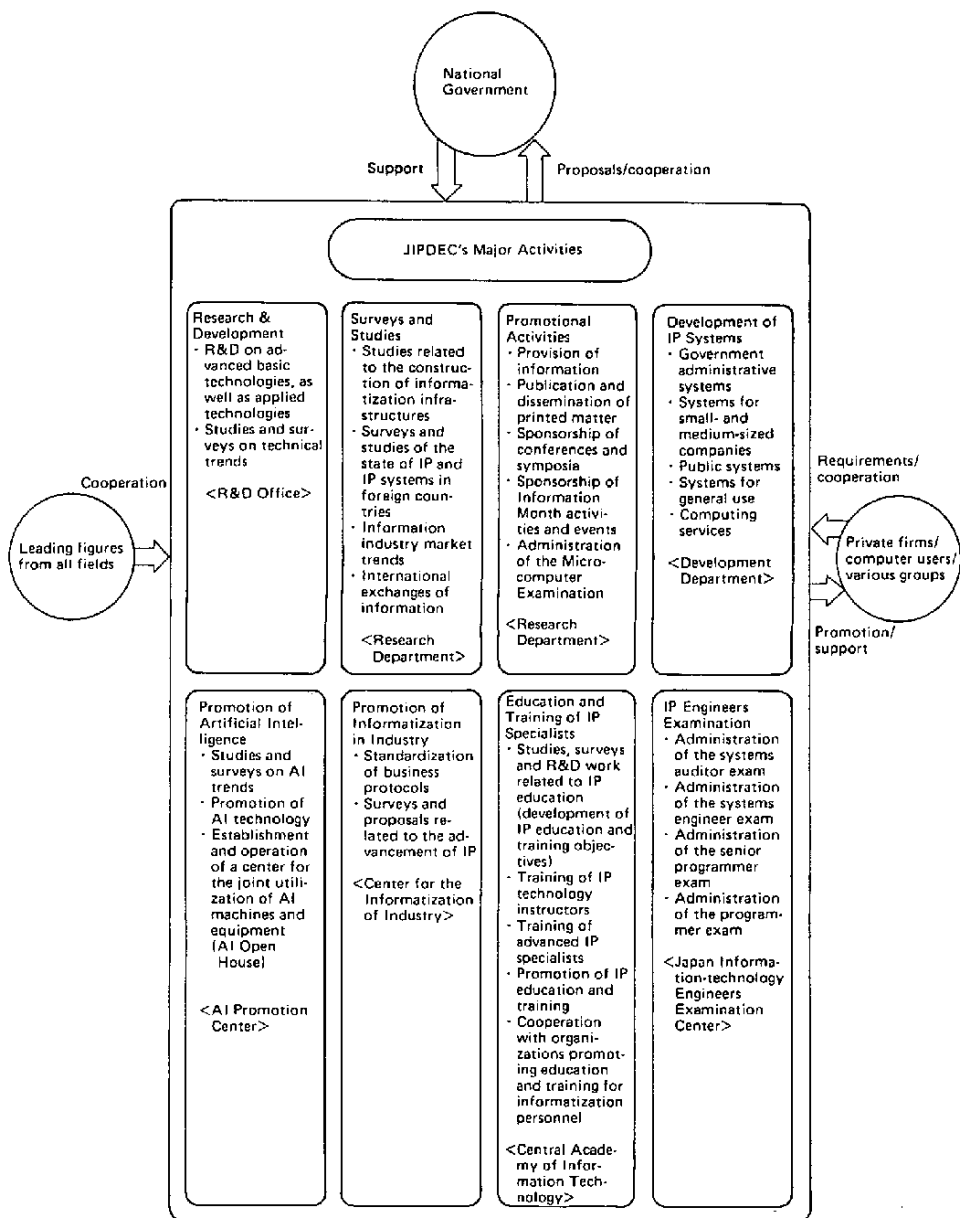 National
Government
Support
Proposals/cooperation
JIPDEC's Major Activities
Research &
Development
· R&D on ad-
vanced basic
technologies, as
well as applied
technologies
· Studies and sur-
veys on technical
trends
<R&D Office>
Surveys and
Studies
· Studies related
to the construc-
tion of informa-
tization infra-
structures
· Surveys and
studies of the
state of IP and
IP systems in
foreign coun-
tries
· Information
industry market
trends
· International
exchanges of
information
<Research
Department>
Promotional
Activities
· Provision of
information
· Publication and
dissemination of
printed matter
· Sponsorship of
conferences and
symposia
· Sponsorship of
Information
Month activi-
ties and events
· Administration
of the Micro-
computer
Examination
<Research
Department>
Development of
IP Systems
· Government
administrative
systems
· Systems for
small- and
medium-sized
companies
· Public systems
· Systems for
general use
· Computing
services
<Development
Department>
Cooperation
Leading figures
from all fields
Requirements/
cooperation
Private firms/
computer users/
various groups
Promotion/
support
Promotion of
Artificial Intel-
ligence
· Studies and
surveys on AI
trends
· Promotion of
AI technology
· Establishment
and operation
of a center for
the joint utili-
zation of AI
machines and
equipment
(AI Open
House)
<AI Promotion
Center>
Promotion of
Informatization
in Industry
· Standardization
of business
protocols
· Surveys and
proposals re-
lated to the ad-
vancement of IP
<Center for the
Informatization
of Industry>
Education and
Training of IP
Specialists
· Studies, surveys
and R&D work
related to IP
education
(development of
IP education and
training objec-
tives)
· Training of IP
technology
instructors
· Training of
advanced IP
specialists
· Promotion of IP
education and
training
· Cooperation
with organi-
zations promot-
ing education
and training for
informatization
personnel
<Central Acade-
my of Infor-
mation Tech-
nology>
IP Engineers
Examination
· Administration
of the systems
auditor exam
· Administration
of the systems
engineer exam
· Administration
of the senior
programmer
exam
· Administration
of the program-
mer exam
<Japan Informa-
tion-technology
Engineers
Examination
Center>